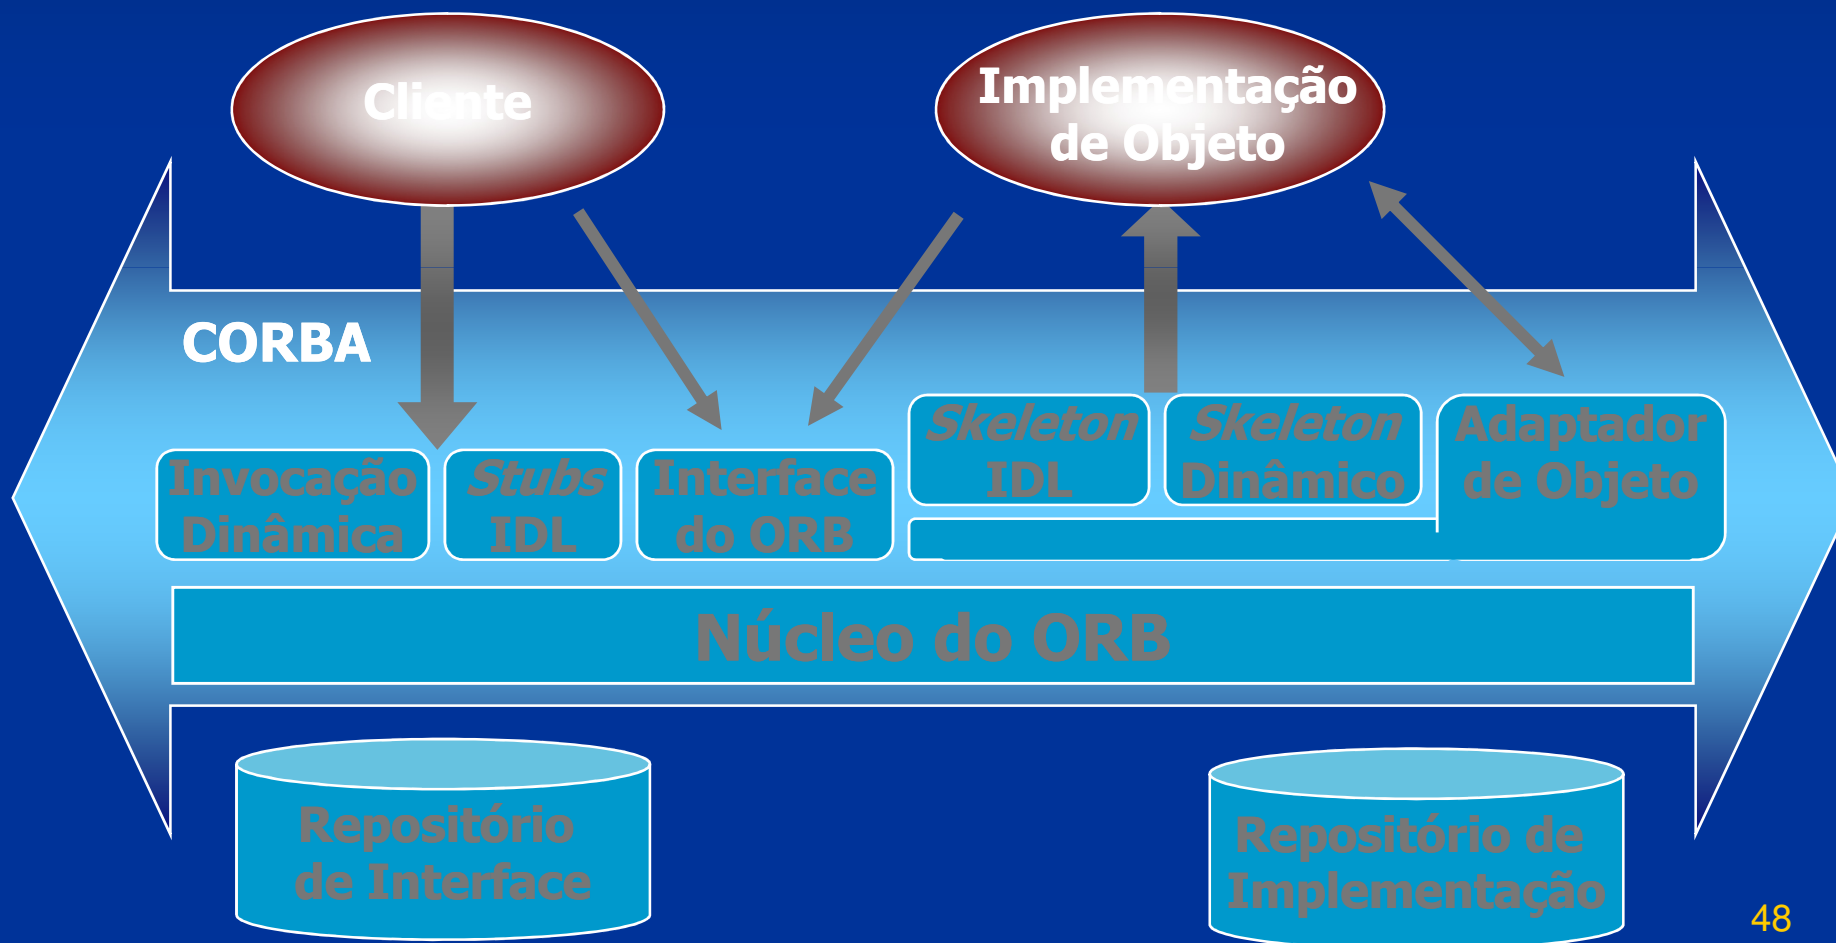 Cliente
Implementação
de Objeto
CORBA
Invocação
Dinâmica
Stubs
IDL
Interface
do ORB
Skeleton
IDL
Skeleton
Dinâmico
Adaptador
de Objeto
Núcleo do ORB
Repositório
de Interface
Repositório de
Implementação
48